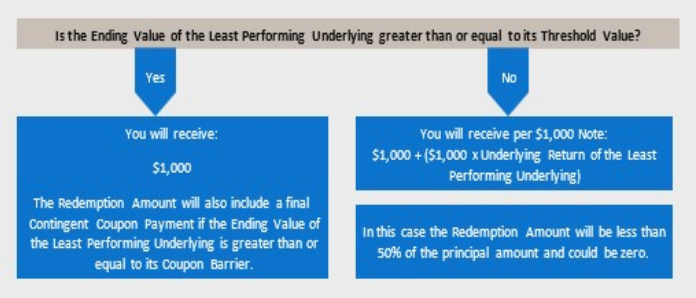 Is the Ending Value of the Least Performing Underlying greater than or equal to its Threshold Value?
Yes
No
You will receive:
$1,000
The Redemption Amount will also include a final
Contingent Coupon Payment if the Ending Value of
the Least Performing Underlying is greater than or
equal to its Coupon Barrier.
You will receive per $1,000 Note:
$1,000 + ($1,000 x Underlying Return of the Least
Performing Underlying)
In this case the Redemption Amount will be less than
50% of the principal amount and could be zero.